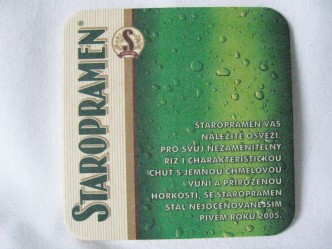 STAROPRAMEN®
S
STAROPRAMEN VÁS
NÁLEŽITĚ OSVĚŽÍ.
PRO SVŮJ NEZAMĚNITELNÝ
ŘÍZ I CHARAKTERISTICKOU
CHUŤ S JEMNOU CHMELOVOU
VŮNÍ A PŘIROZENOU
HOŘKOSTÍ, SE STAROPRAMEN
STAL NEJOCEŇOVANĚJŠÍM
PIVEM ROKU 2005.